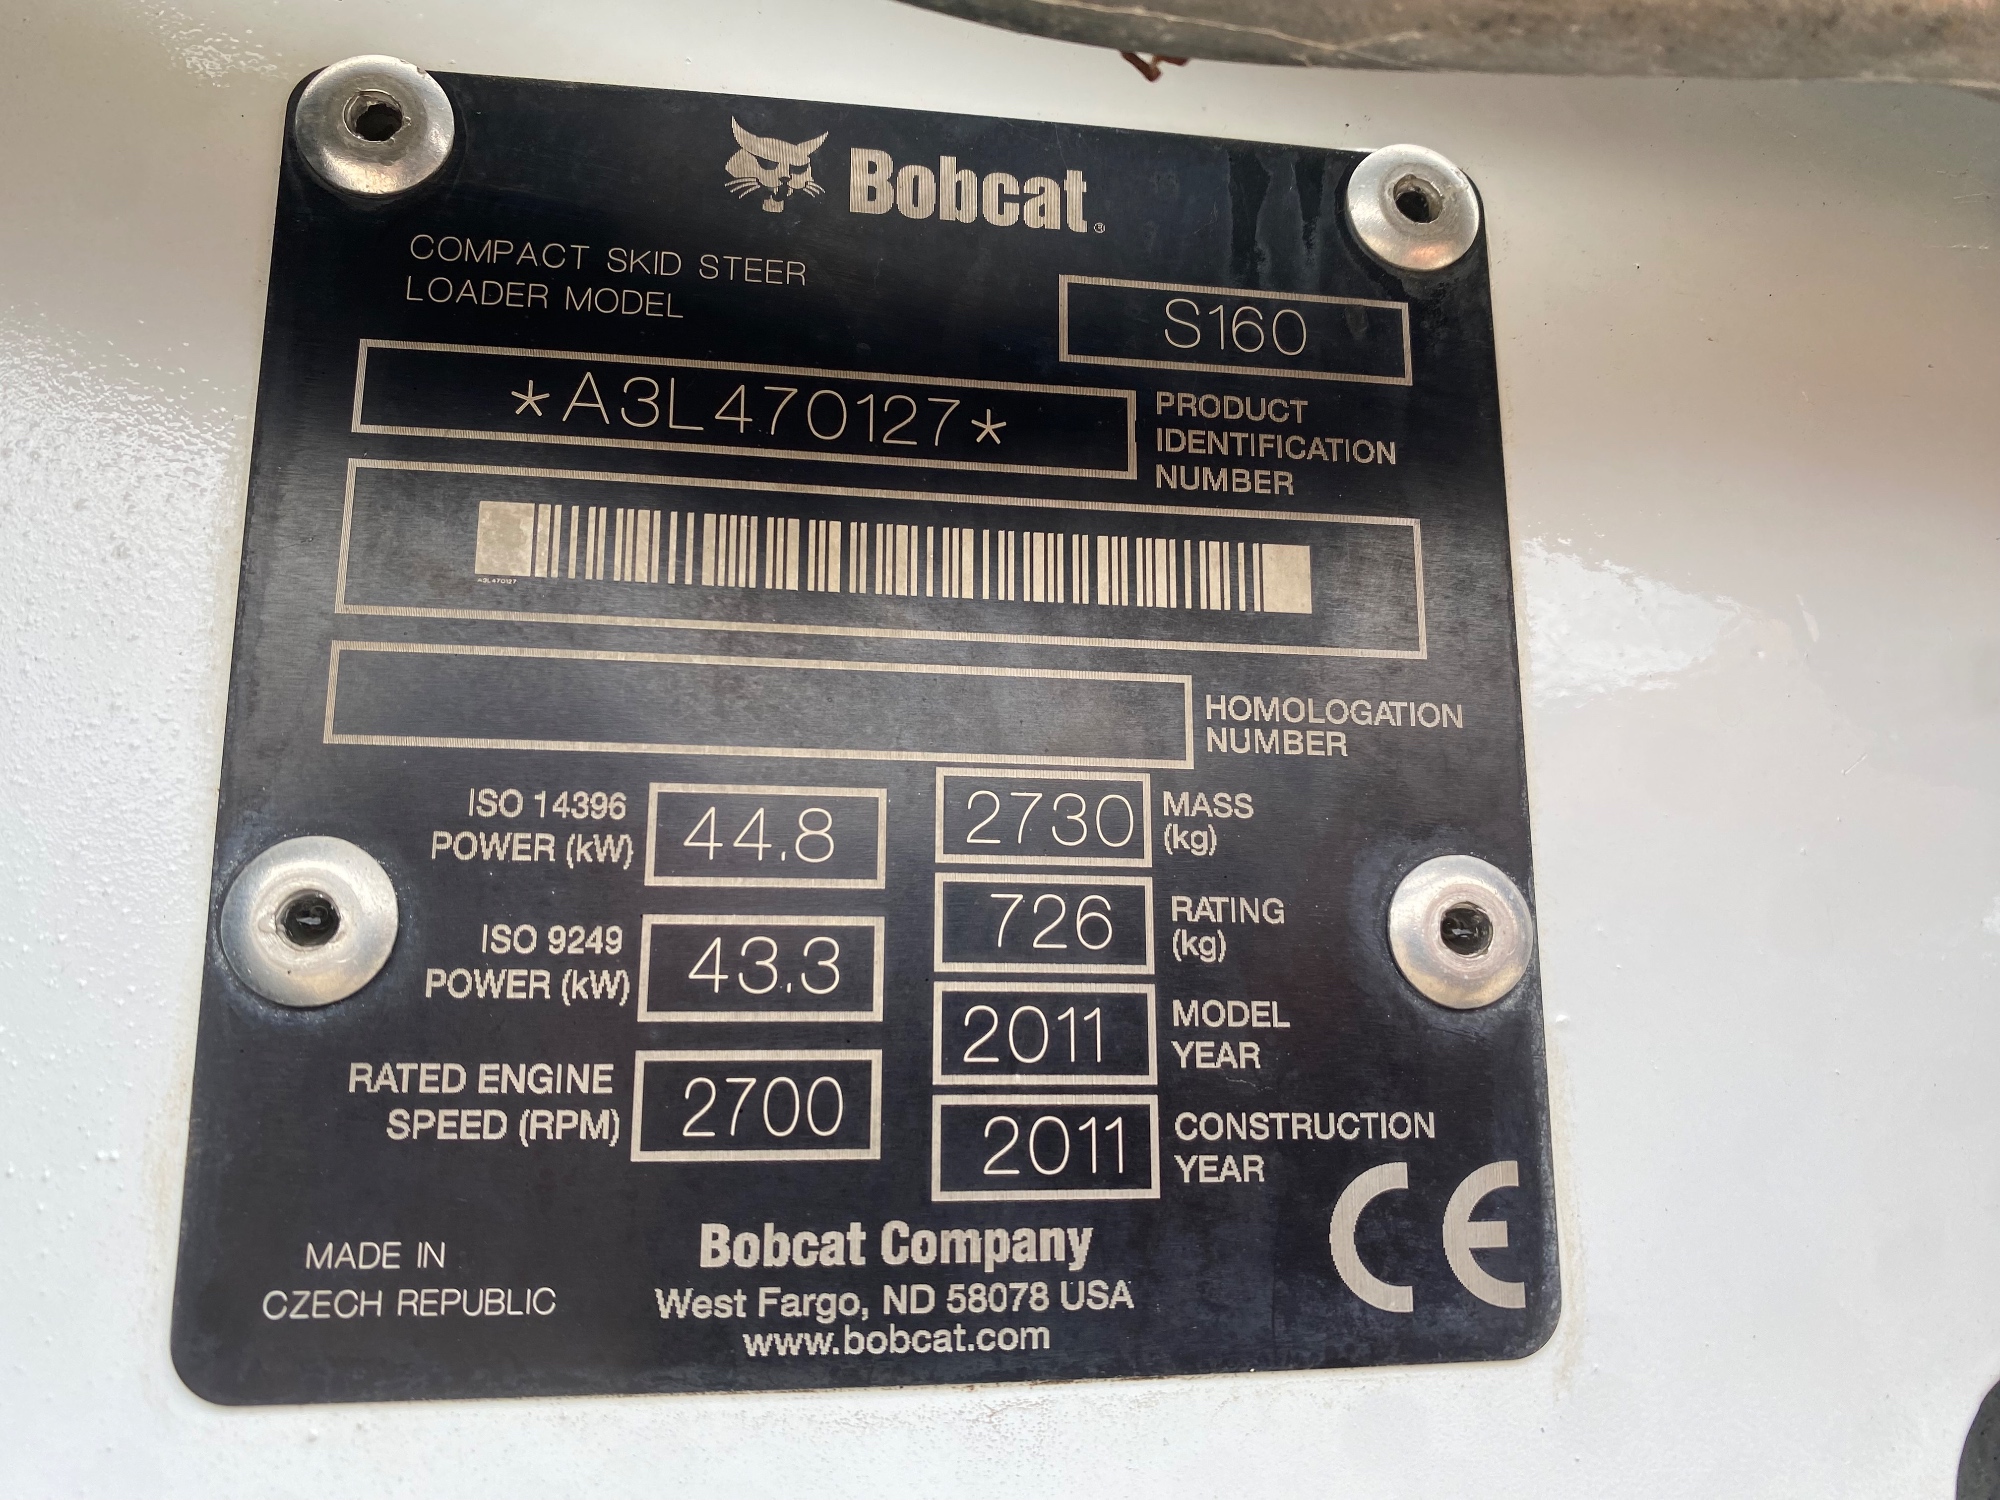 Bobcat®
COMPACT SKID STEER
LOADER MODEL
S160
*A3L470127*
PRODUCT
IDENTIFICATION
NUMBER
A3L470127
HOMOLOGATION
NUMBER
ISO 14396
POWER (kW)
44.8
2730
MASS
(kg)
ISO 9249
POWER (kW)
43.3
726
RATING
(kg)
2011
MODEL
YEAR
RATED ENGINE
SPEED (RPM)
2700
2011
CONSTRUCTION
YEAR
CE
MADE IN
CZECH REPUBLIC
Bobcat Company
West Fargo, ND 58078 USA
www.bobcat.com